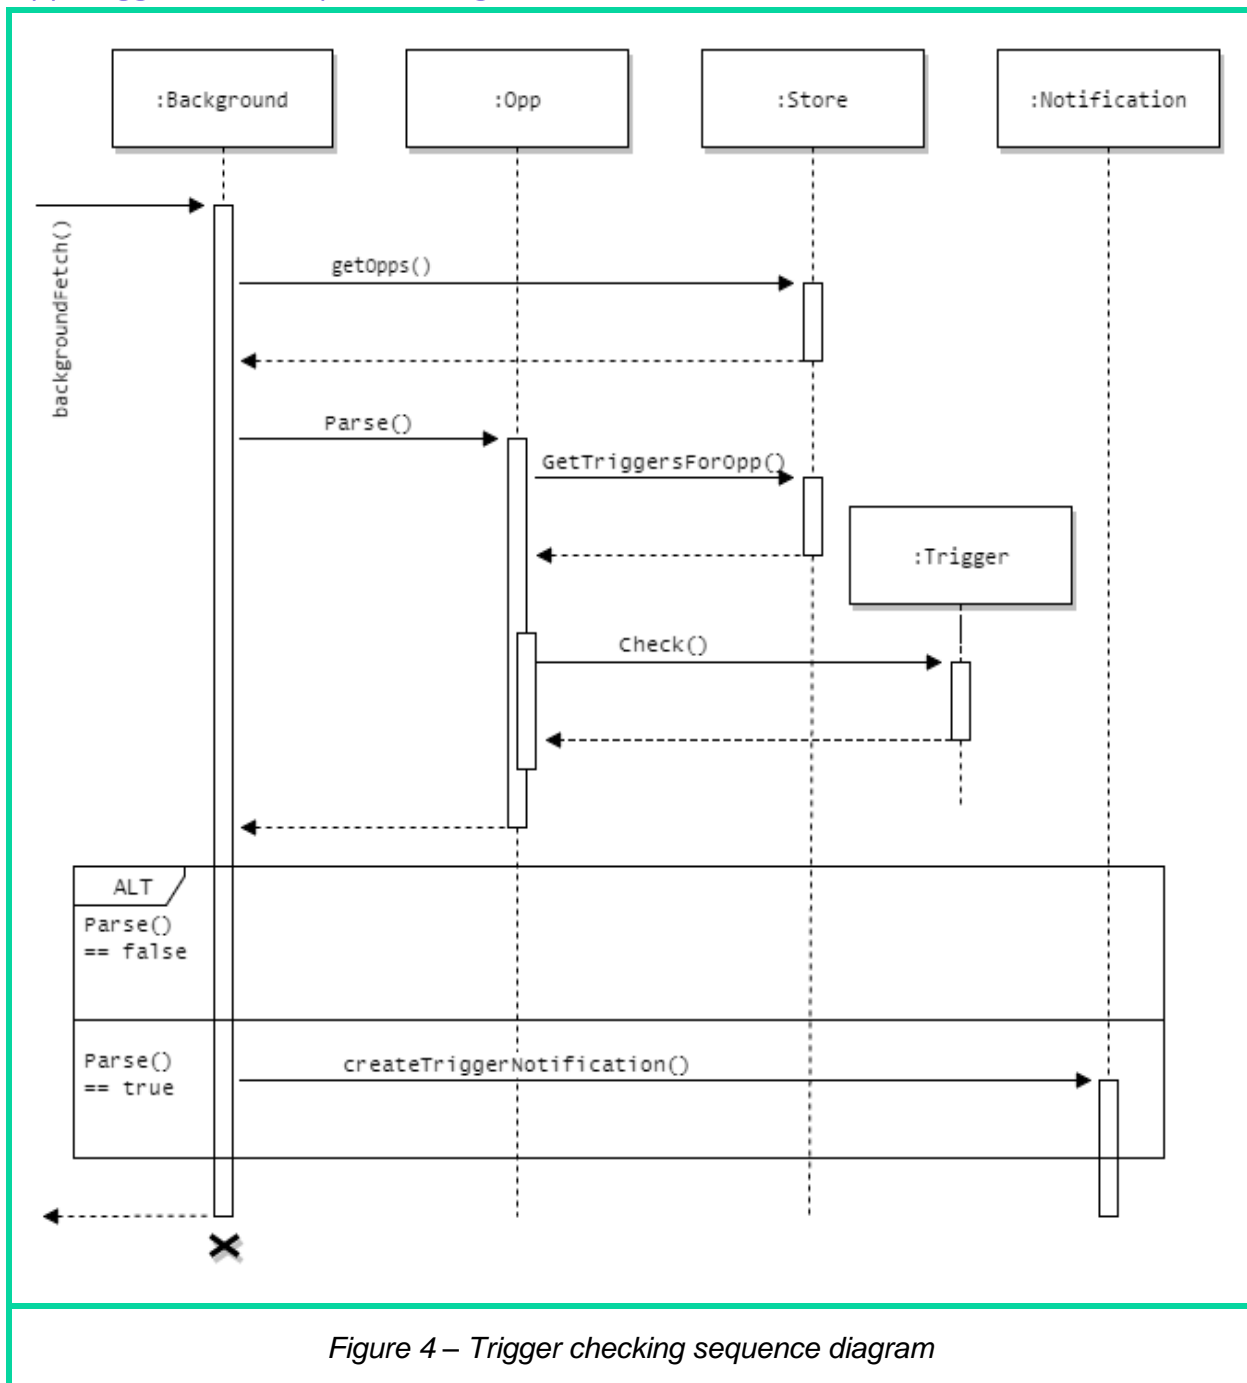 :Background
:Opp
:Store
:Notification
backgroundFetch()
getOpps()
Parse()
GetTriggersForOpp()
:Trigger
Check()
ALT
Parse()
== false
Parse()
== true
createTriggerNotification()
Figure 4 – Trigger checking sequence diagram